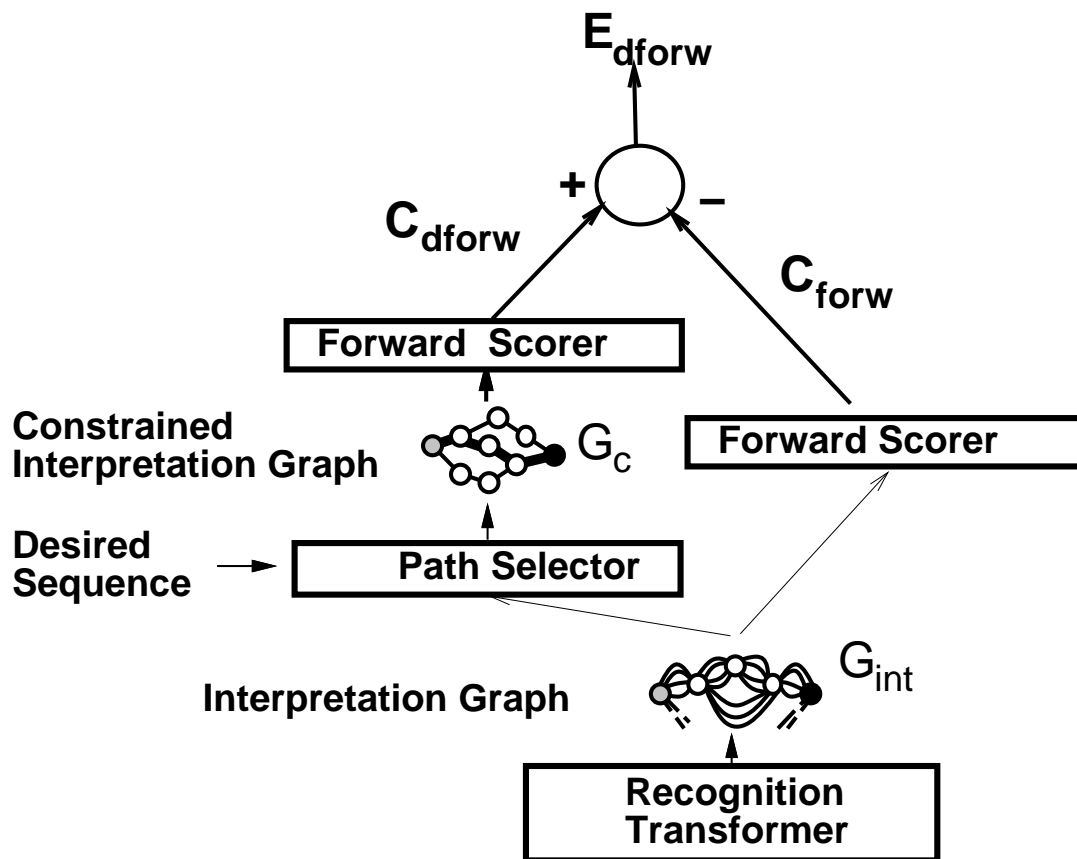 E_dforw
+
−
C_dforw
C_forw
Forward Scorer
Constrained
Interpretation Graph
G_c
Forward Scorer
Desired
Sequence
Path Selector
Interpretation Graph
G_int
Recognition
Transformer